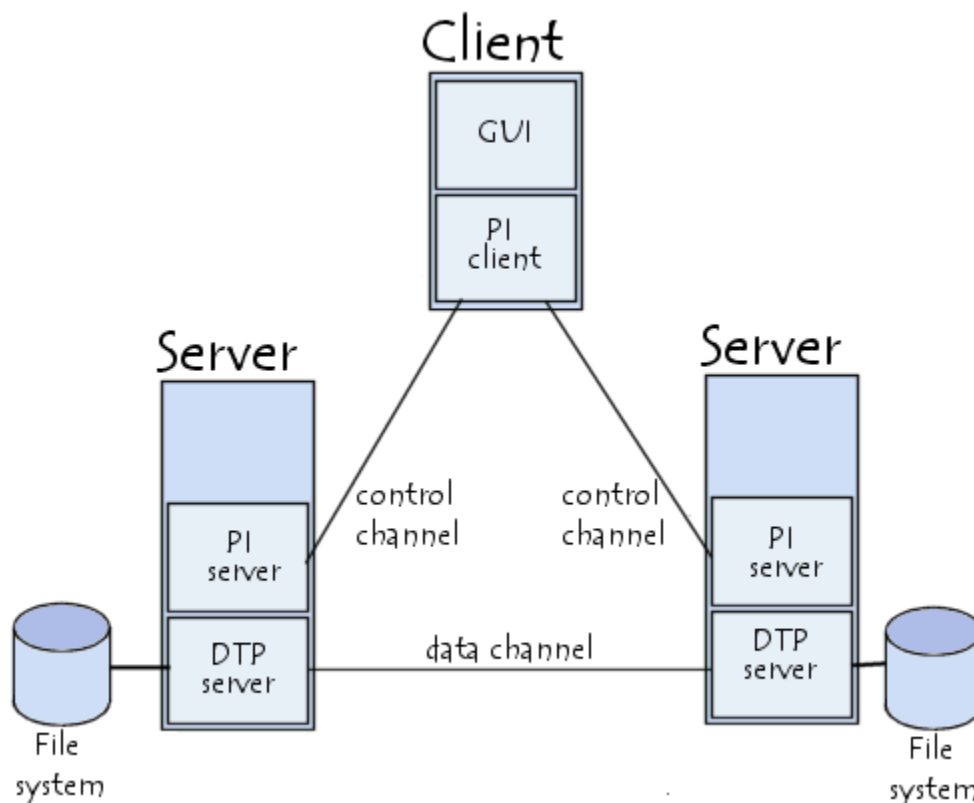 Client
GUI
PI
client
Server
Server
control
channel
control
channel
PI
server
PI
server
DTP
server
data channel
DTP
server
File
system
File
system